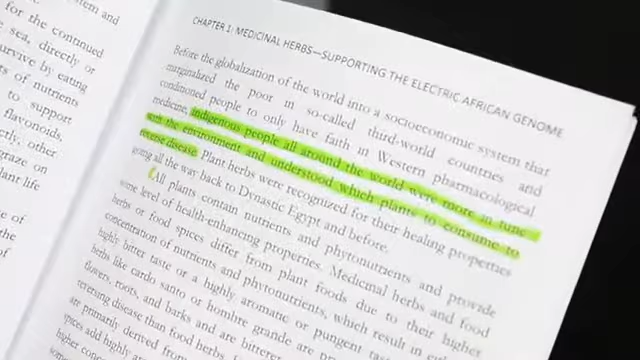 stem and
for the continued
sea, directly or
survive by eating
ts of nutrients
to support
flavonoids,
ctly, other
graze on
plant life
te of
the
as
CHAPTER 1: MEDICINAL HERBS—SUPPORTING THE ELECTRIC AFRICAN GENOME
Before the globalization of the world into a socioeconomic system that
marginalized the poor in so-called third-world countries and
conditioned people to only have faith in Western pharmacological
medicine, indigenous people all around the world were more in tune
with the environment and understood which plants to consume to
reverse disease. Plant herbs were recognized for their healing properties
going all the way back to Dynastic Egypt and before.
All plants contain nutrients and phytonutrients and provide
some level of health-enhancing properties. Medicinal herbs and food
herbs or food spices differ from plant foods due to their higher
concentration of nutrients and phytonutrients, which result in
highly bitter taste or a highly aromatic or pungent
herbs like cardo santo or hombre grande are
flowers, roots, and barks and are bitter
reversing disease than food herbs.
are primarily derived from
spices add highly
higher